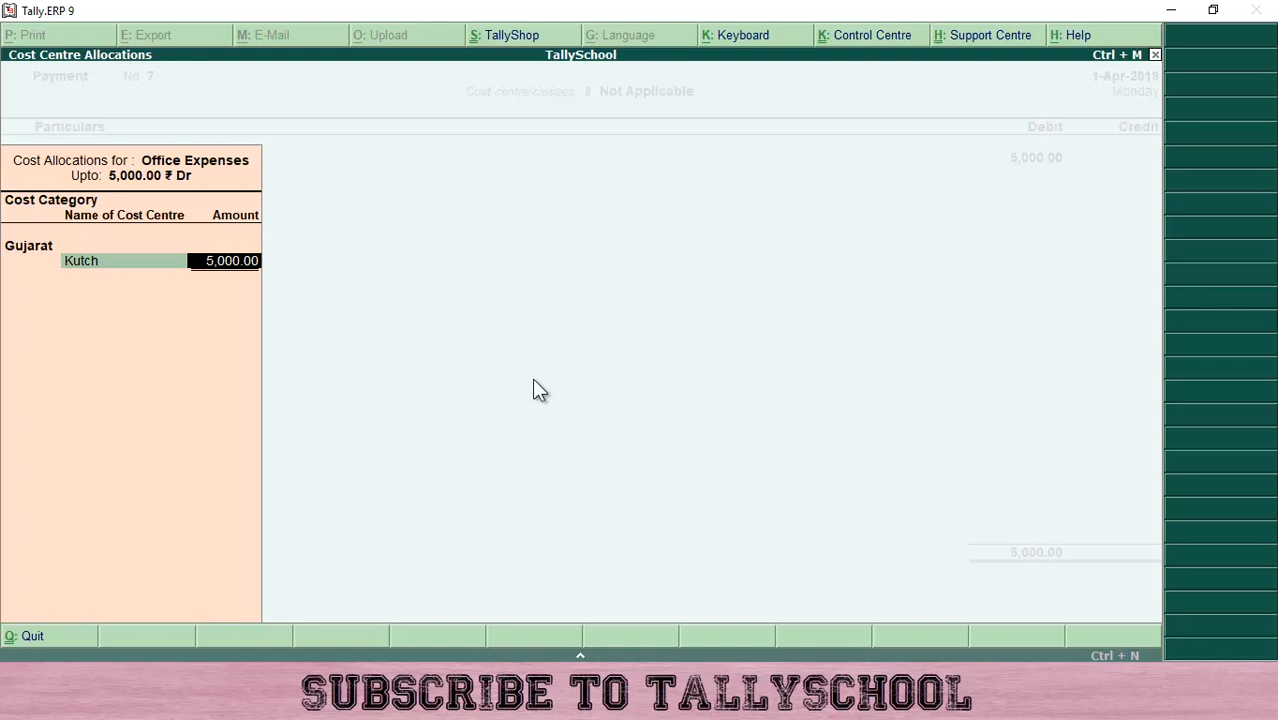 Tally.ERP 9
P: Print E: Export M: E-Mail O: Upload S: TallyShop G: Language K: Keyboard K: Control Centre H: Support Centre H: Help
Cost Centre Allocations TallySchool Ctrl + M
Payment No. 7 1-Apr-2019
Cost centre/classes: Not Applicable Monday
Particulars Debit Credit
5,000.00
Cost Allocations for : Office Expenses
Upto: 5,000.00 ₹ Dr
Cost Category
Name of Cost Centre Amount
Gujarat
Kutch 5,000.00
5,000.00
Q: Quit
Ctrl + N
SUBSCRIBE TO TALLYSCHOOL